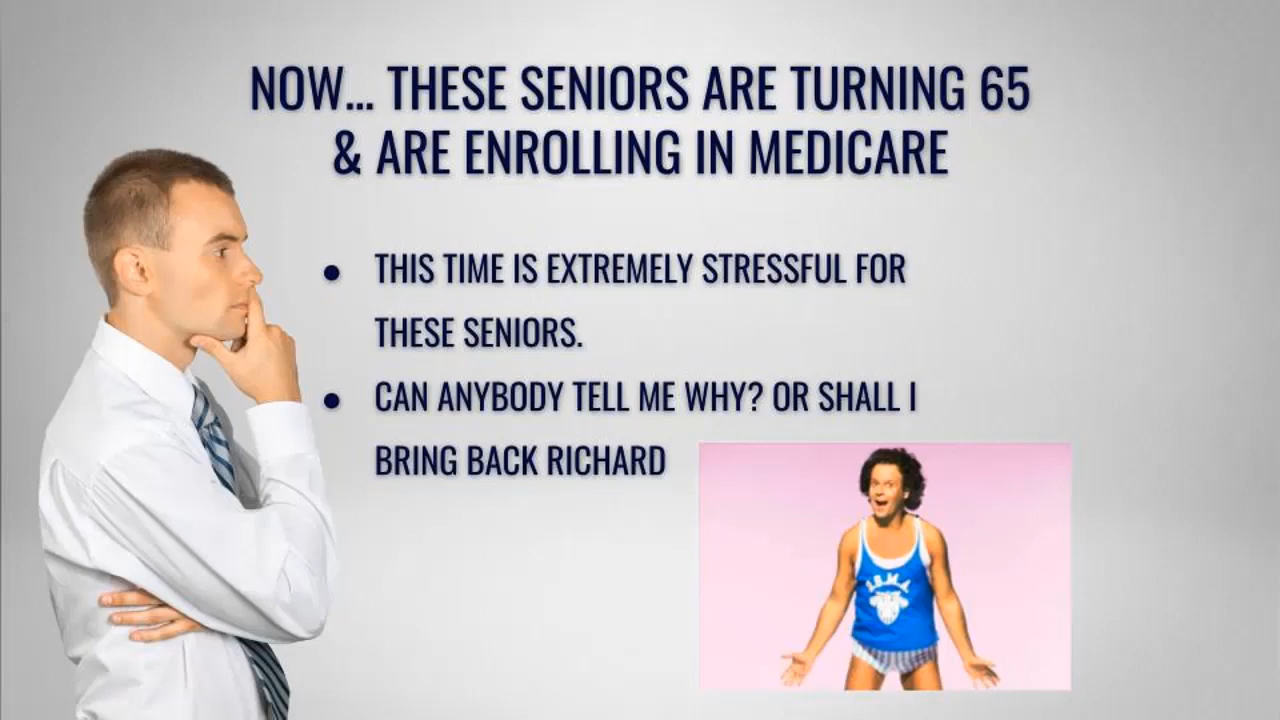 NOW... THESE SENIORS ARE TURNING 65
& ARE ENROLLING IN MEDICARE
● THIS TIME IS EXTREMELY STRESSFUL FOR
THESE SENIORS.
● CAN ANYBODY TELL ME WHY? OR SHALL I
BRING BACK RICHARD